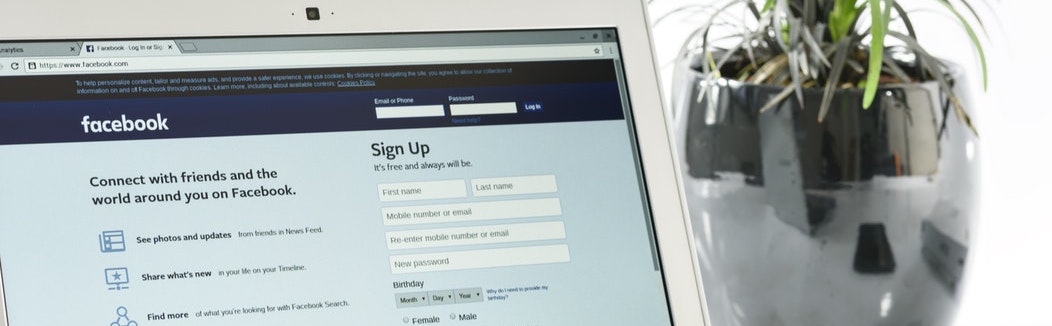 nalytics
Facebook - Log In or Sig
https://www.facebook.com
To help personalize content, tailor and measure ads, and provide a safer experience, we use cookies. By clicking or navigating the site, you agree to allow our collection of
information on and off Facebook through cookies. Learn more, including about available controls: Cookies Policy.
facebook
Email or Phone
Password
Log In
Need help?
Connect with friends and the
world around you on Facebook.
See photos and updates from friends in News Feed.
Share what's new in your life on your Timeline.
Find more of what you're looking for with Facebook Search.
Sign Up
It's free and always will be.
First name
Last name
Mobile number or email
Re-enter mobile number or email
New password
Birthday
Month Day Year
Why do I need to provide my
birthday?
Female Male